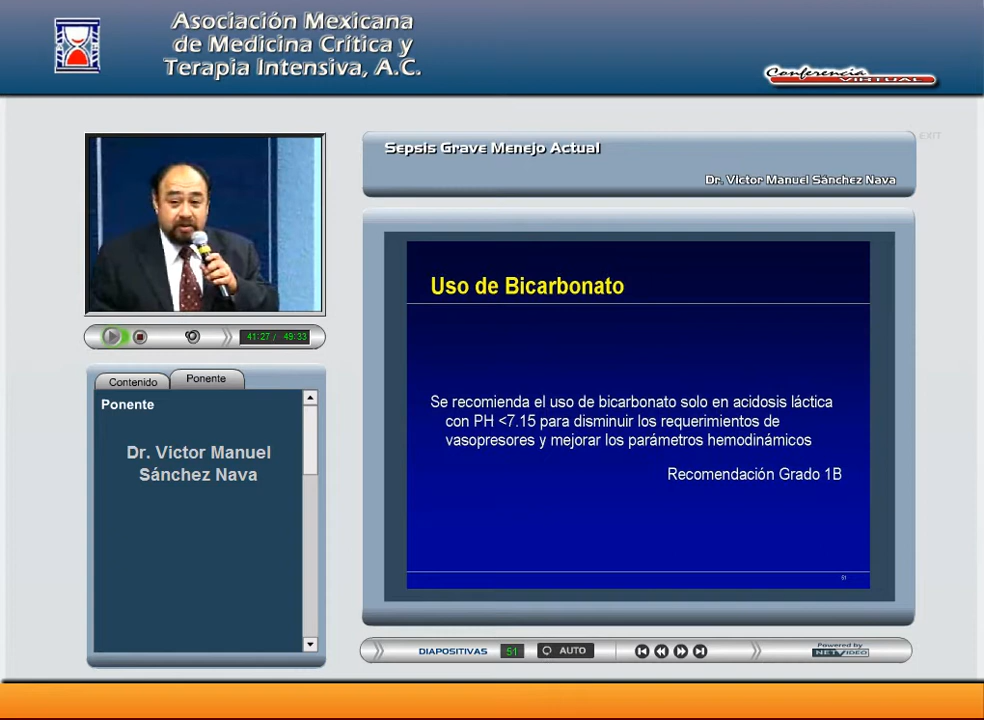 Asociación Mexicana
de Medicina Crítica y
Terapia Intensiva, A.C.
Conferencia
VIRTUAL
EXIT
Sepsis Grave Menejo Actual
Dr. Victor Manuel Sánchez Nava
41:27 / 49:33
Contenido
Ponente
Ponente
Dr. Victor Manuel
Sánchez Nava
Uso de Bicarbonato
Se recomienda el uso de bicarbonato solo en acidosis láctica
con PH <7.15 para disminuir los requerimientos de
vasopresores y mejorar los parámetros hemodinámicos
Recomendación Grado 1B
51
DIAPOSITIVAS 51 AUTO
Powered by
NETVIDEO